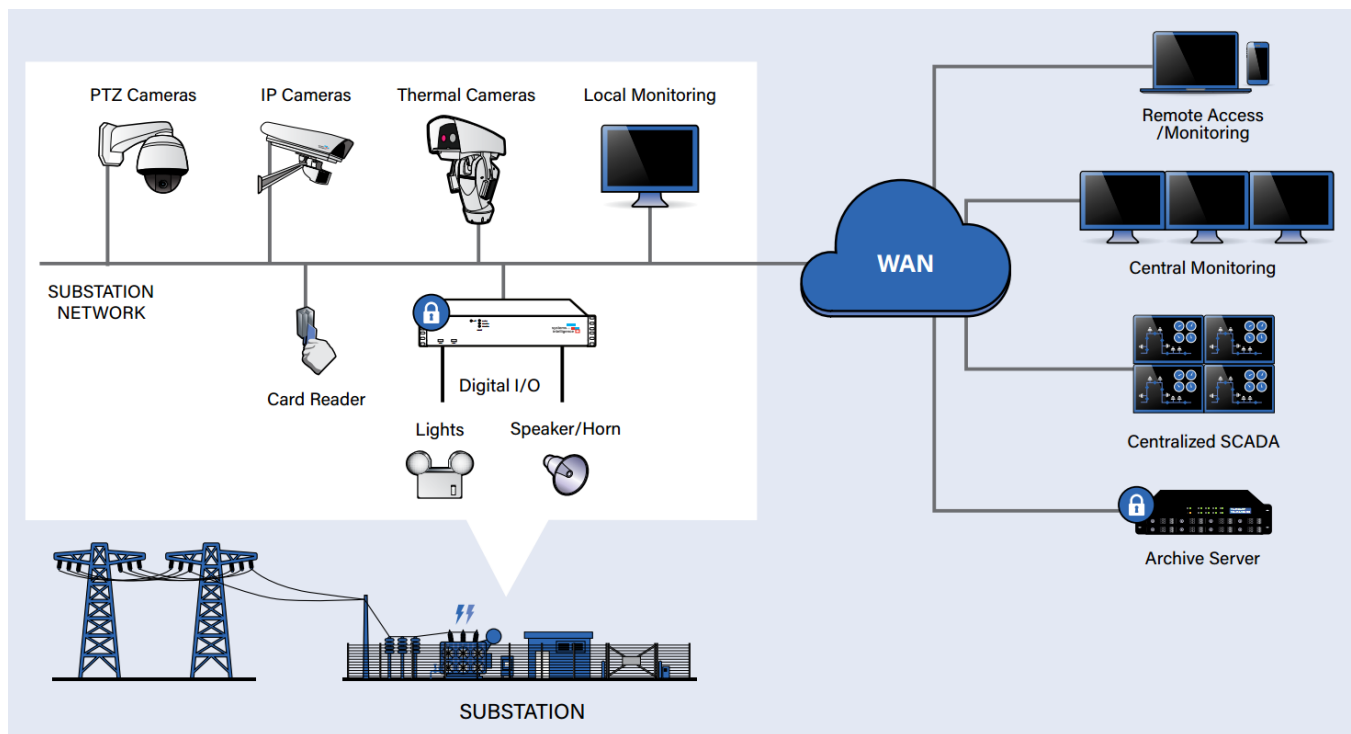 PTZ Cameras
IP Cameras
Thermal Cameras
Local Monitoring
SUBSTATION
NETWORK
Card Reader
Digital I/O
Lights
Speaker/Horn
WAN
Remote Access
/Monitoring
Central Monitoring
Centralized SCADA
Archive Server
SUBSTATION